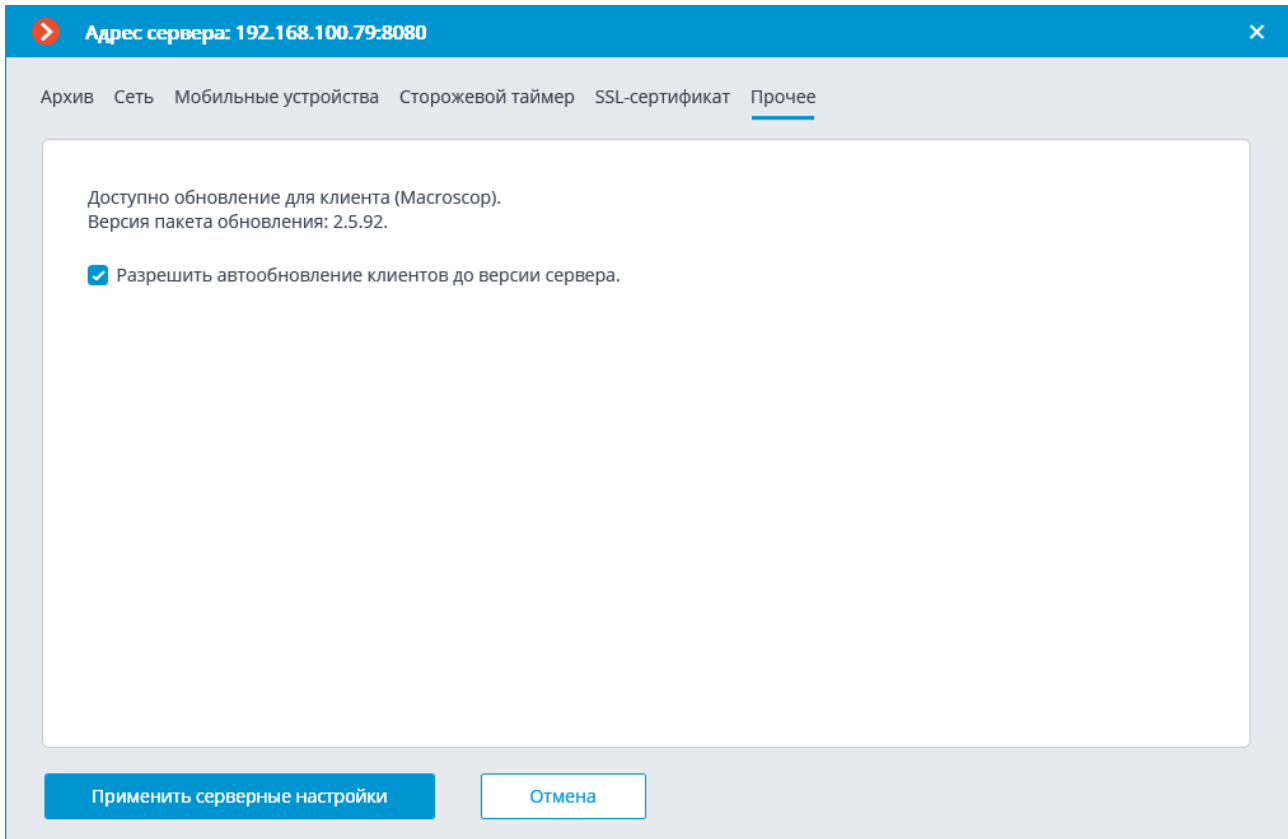 Адрес сервера: 192.168.100.79:8080
Архив Сеть Мобильные устройства Сторожевой таймер SSL-сертификат Прочее
Доступно обновление для клиента (Macroscop).
Версия пакета обновления: 2.5.92.
Разрешить автообновление клиентов до версии сервера.
Применить серверные настройки Отмена